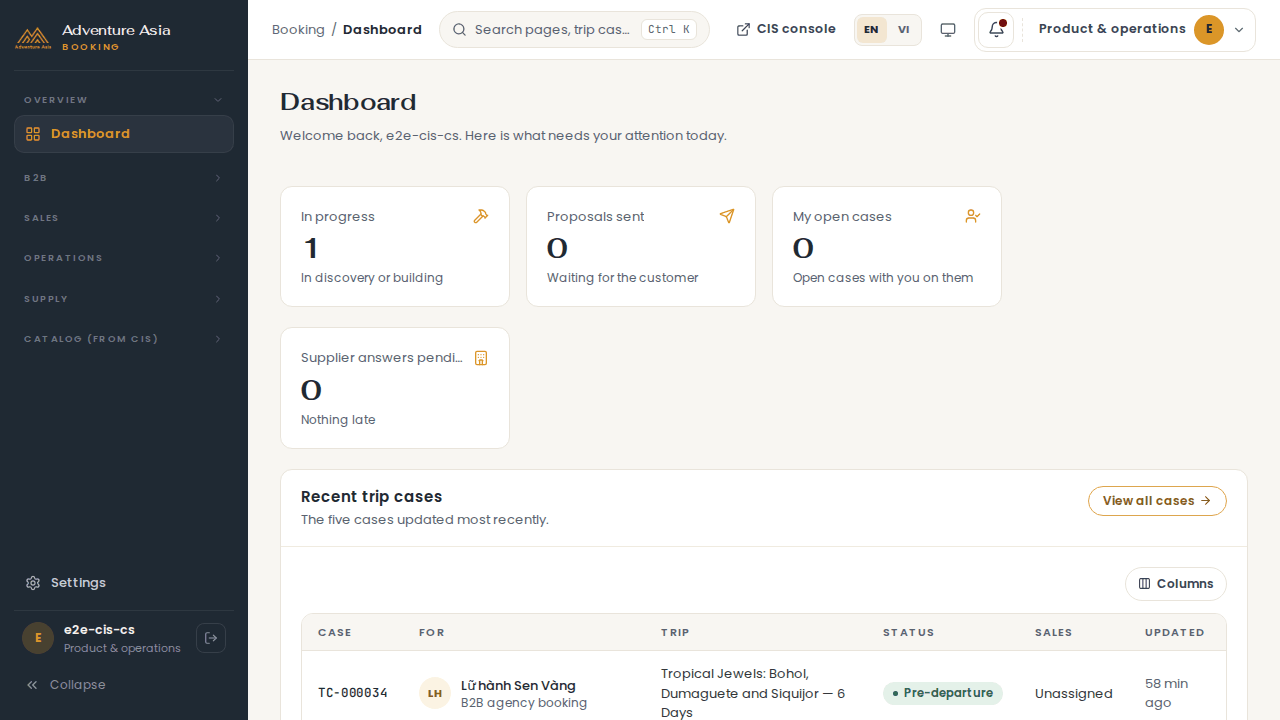 Adventure Asia
Adventure Asia
BOOKING
OVERVIEW
Dashboard
B2B
SALES
OPERATIONS
SUPPLY
CATALOG (FROM CIS)
Settings
E
e2e-cis-cs
Product & operations
Collapse
Booking / Dashboard
Search pages, trip cas...
Ctrl K
CIS console
EN
VI
Product & operations
E
Dashboard
Welcome back, e2e-cis-cs. Here is what needs your attention today.
In progress
1
In discovery or building
Proposals sent
0
Waiting for the customer
My open cases
0
Open cases with you on them
Supplier answers pendi...
0
Nothing late
Recent trip cases
The five cases updated most recently.
View all cases
Columns
CASE FOR TRIP STATUS SALES UPDATED
TC-000034
LH
Lữ hành Sen Vàng
B2B agency booking
Tropical Jewels: Bohol,
Dumaguete and Siquijor — 6
Days
Pre-departure
Unassigned
58 min
ago